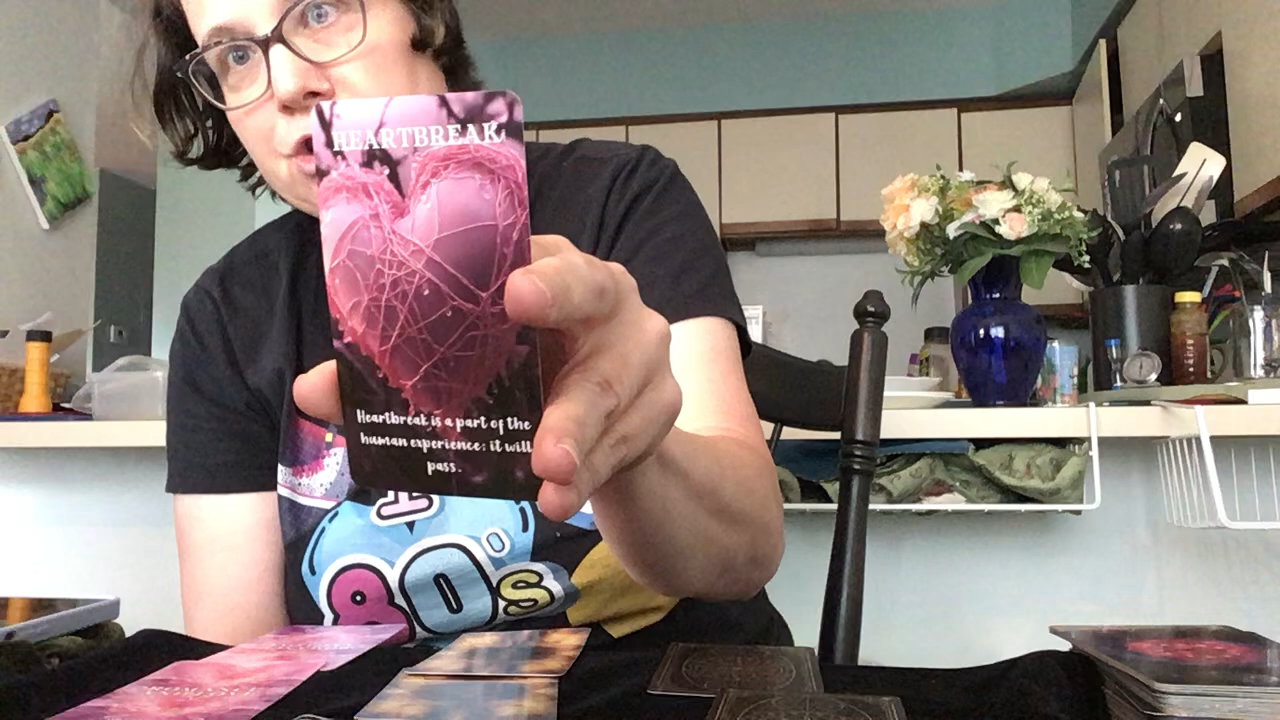 HEARTBREAK
Heartbreak is a part of the
human experience; it will
pass.
80's